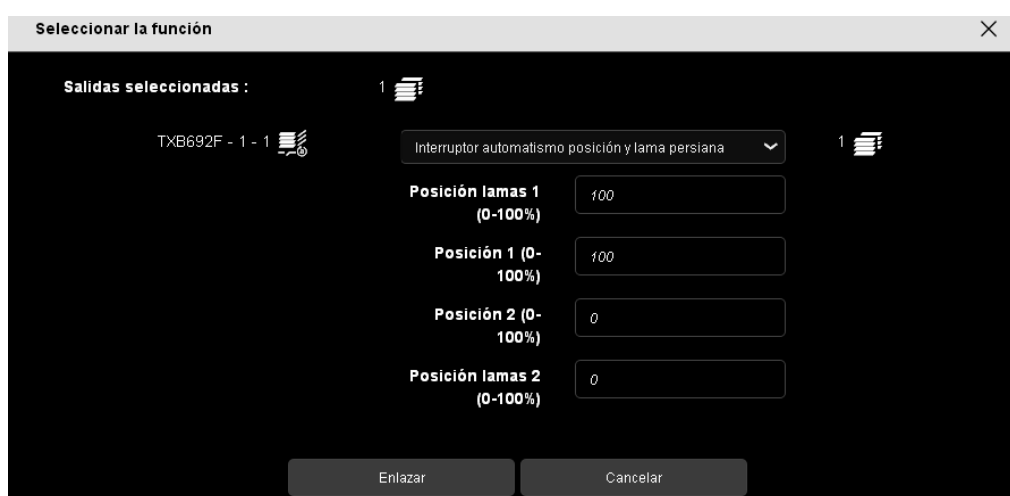 Seleccionar la función
Salidas seleccionadas :
1
TXB692F - 1 - 1
Interruptor automatismo posición y lama persiana
1
Posición lamas 1
(0-100%)
100
Posición 1 (0-
100%)
100
Posición 2 (0-
100%)
0
Posición lamas 2
(0-100%)
0
Enlazar
Cancelar